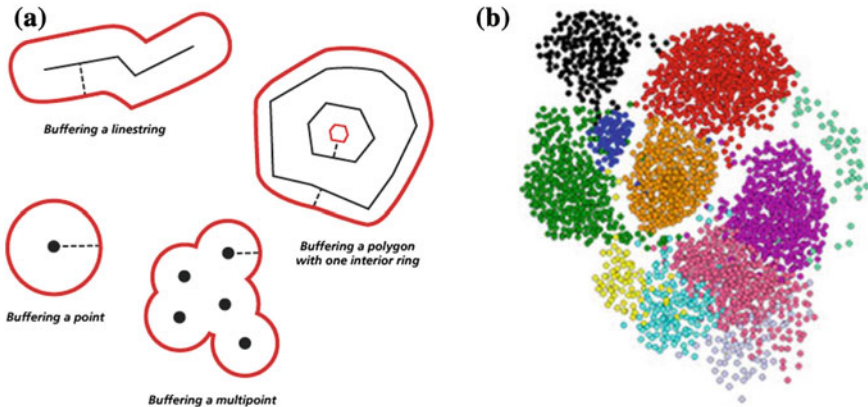 (a)
Buffering a linestring
Buffering a polygon
with one interior ring
Buffering a point
Buffering a multipoint
(b)